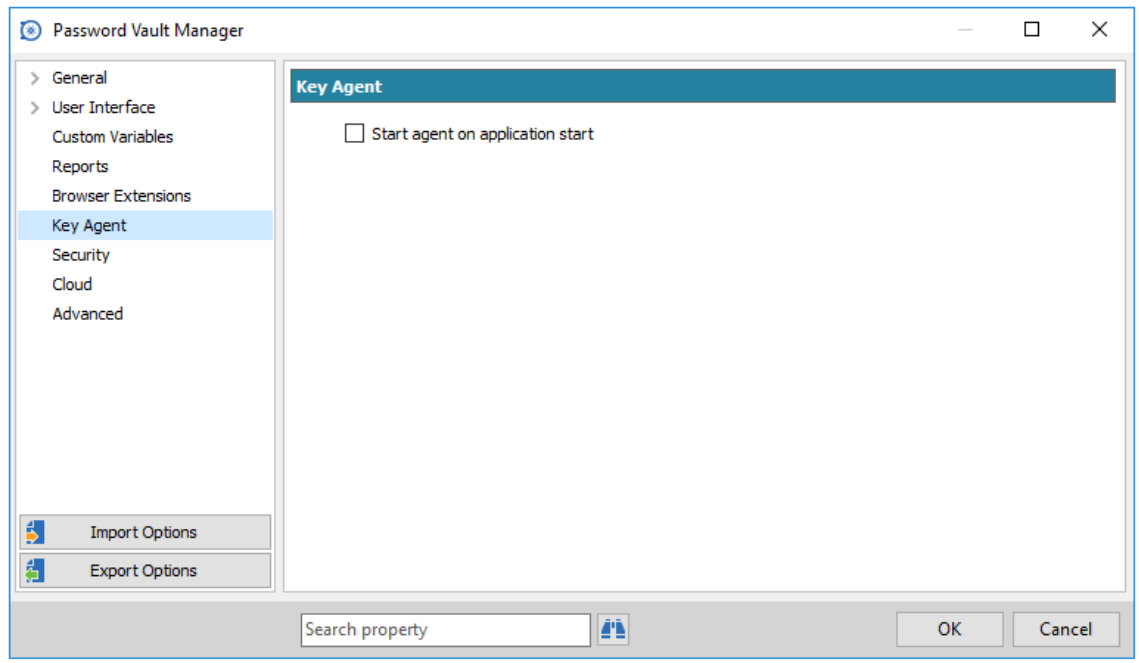 Password Vault Manager
General
User Interface
Custom Variables
Reports
Browser Extensions
Key Agent
Security
Cloud
Advanced
Import Options
Export Options
Key Agent
Start agent on application start
Search property
OK
Cancel